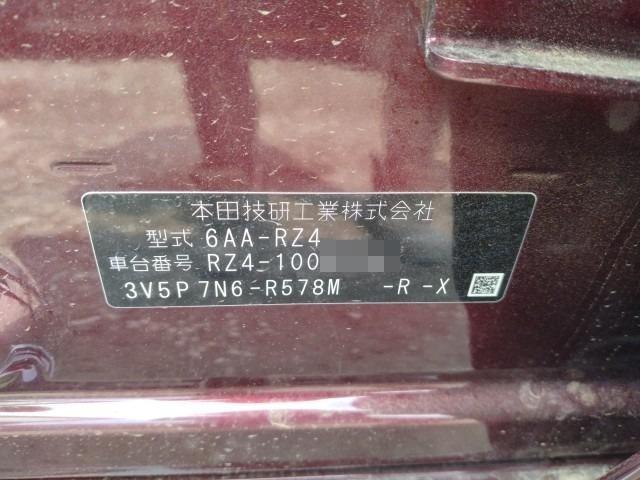 本田技研工業株式会社
型式 6AA-RZ4
車台番号 RZ4-100
3V5P 7N6-R578M -R -X